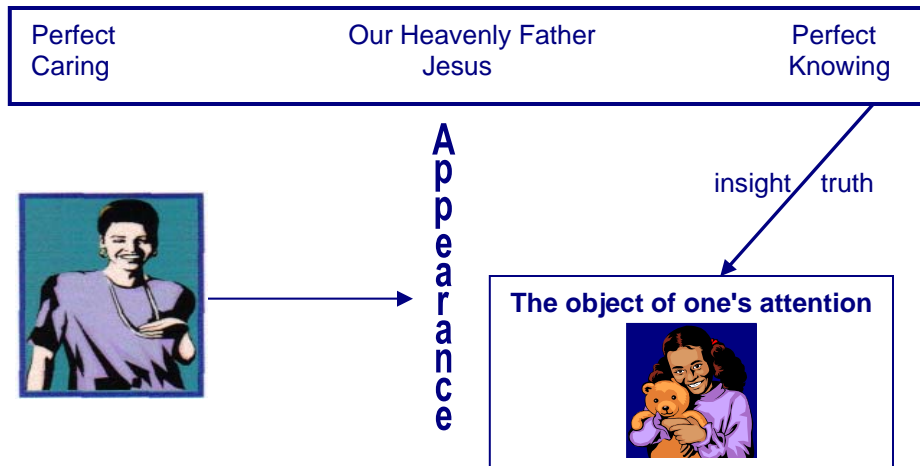 Perfect Our Heavenly Father Perfect
Caring Jesus Knowing
Appearance
insight truth
The object of one's attention